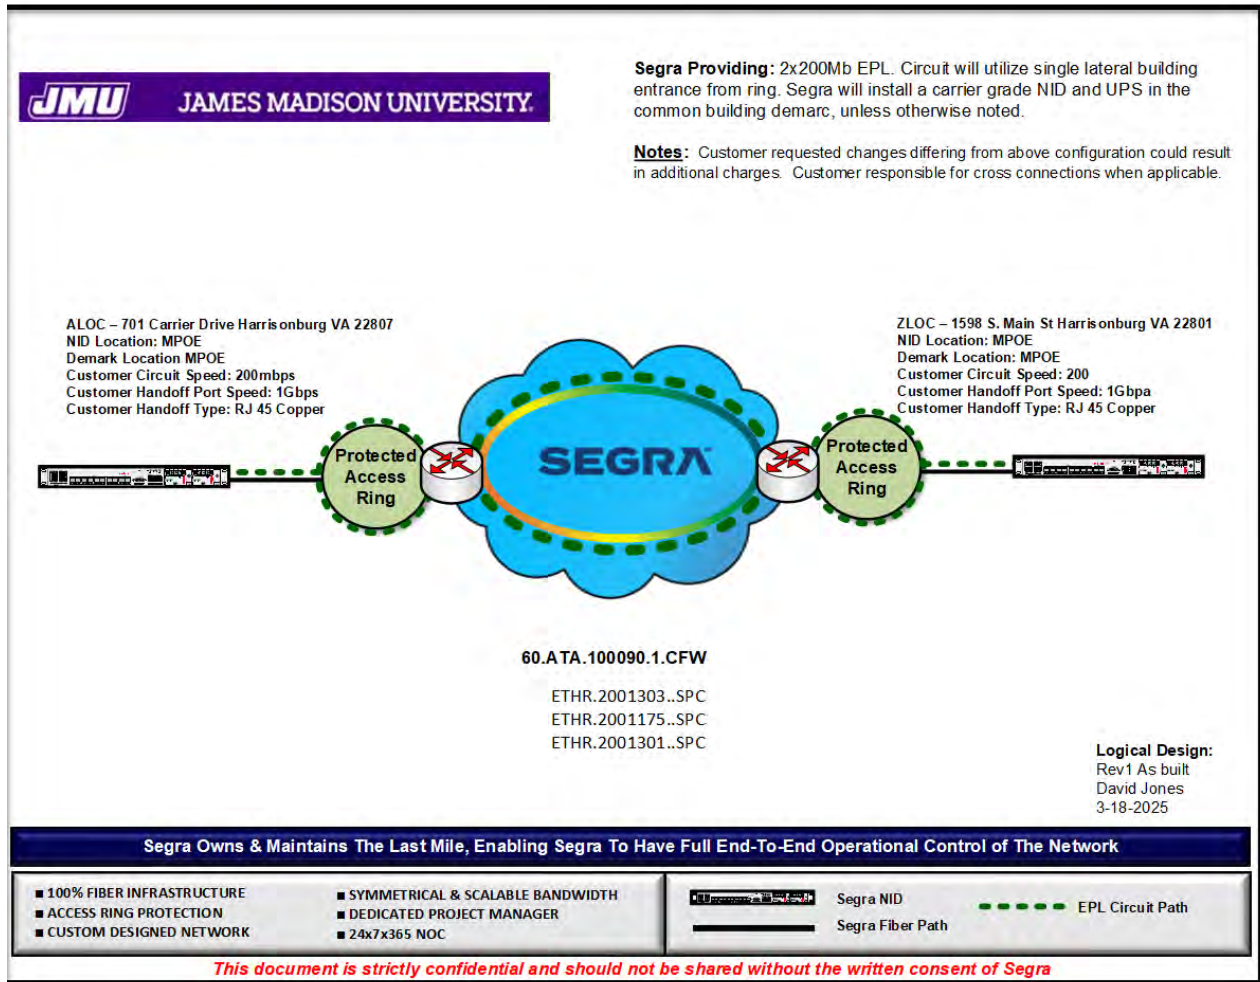 JMU
JAMES MADISON UNIVERSITY.
Segra Providing: 2x200Mb EPL. Circuit will utilize single lateral building
entrance from ring. Segra will install a carrier grade NID and UPS in the
common building demarc, unless otherwise noted.
Notes: Customer requested changes differing from above configuration could result
in additional charges. Customer responsible for cross connections when applicable.
ALOC – 701 Carrier Drive Harrisonburg VA 22807
NID Location: MPOE
Demark Location MPOE
Customer Circuit Speed: 200mbps
Customer Handoff Port Speed: 1Gbps
Customer Handoff Type: RJ 45 Copper
ZLOC – 1598 S. Main St Harrisonburg VA 22801
NID Location: MPOE
Demark Location: MPOE
Customer Circuit Speed: 200
Customer Handoff Port Speed: 1Gbpa
Customer Handoff Type: RJ 45 Copper
Protected
Access
Ring
SEGRA
Protected
Access
Ring
60.ATA.100090.1.CFW
ETHR.2001303..SPC
ETHR.2001175..SPC
ETHR.2001301..SPC
Logical Design:
Rev1 As built
David Jones
3-18-2025
Segra Owns & Maintains The Last Mile, Enabling Segra To Have Full End-To-End Operational Control of The Network
■ 100% FIBER INFRASTRUCTURE
■ ACCESS RING PROTECTION
■ CUSTOM DESIGNED NETWORK
■ SYMMETRICAL & SCALABLE BANDWIDTH
■ DEDICATED PROJECT MANAGER
■ 24x7x365 NOC
Segra NID
Segra Fiber Path
EPL Circuit Path
This document is strictly confidential and should not be shared without the written consent of Segra